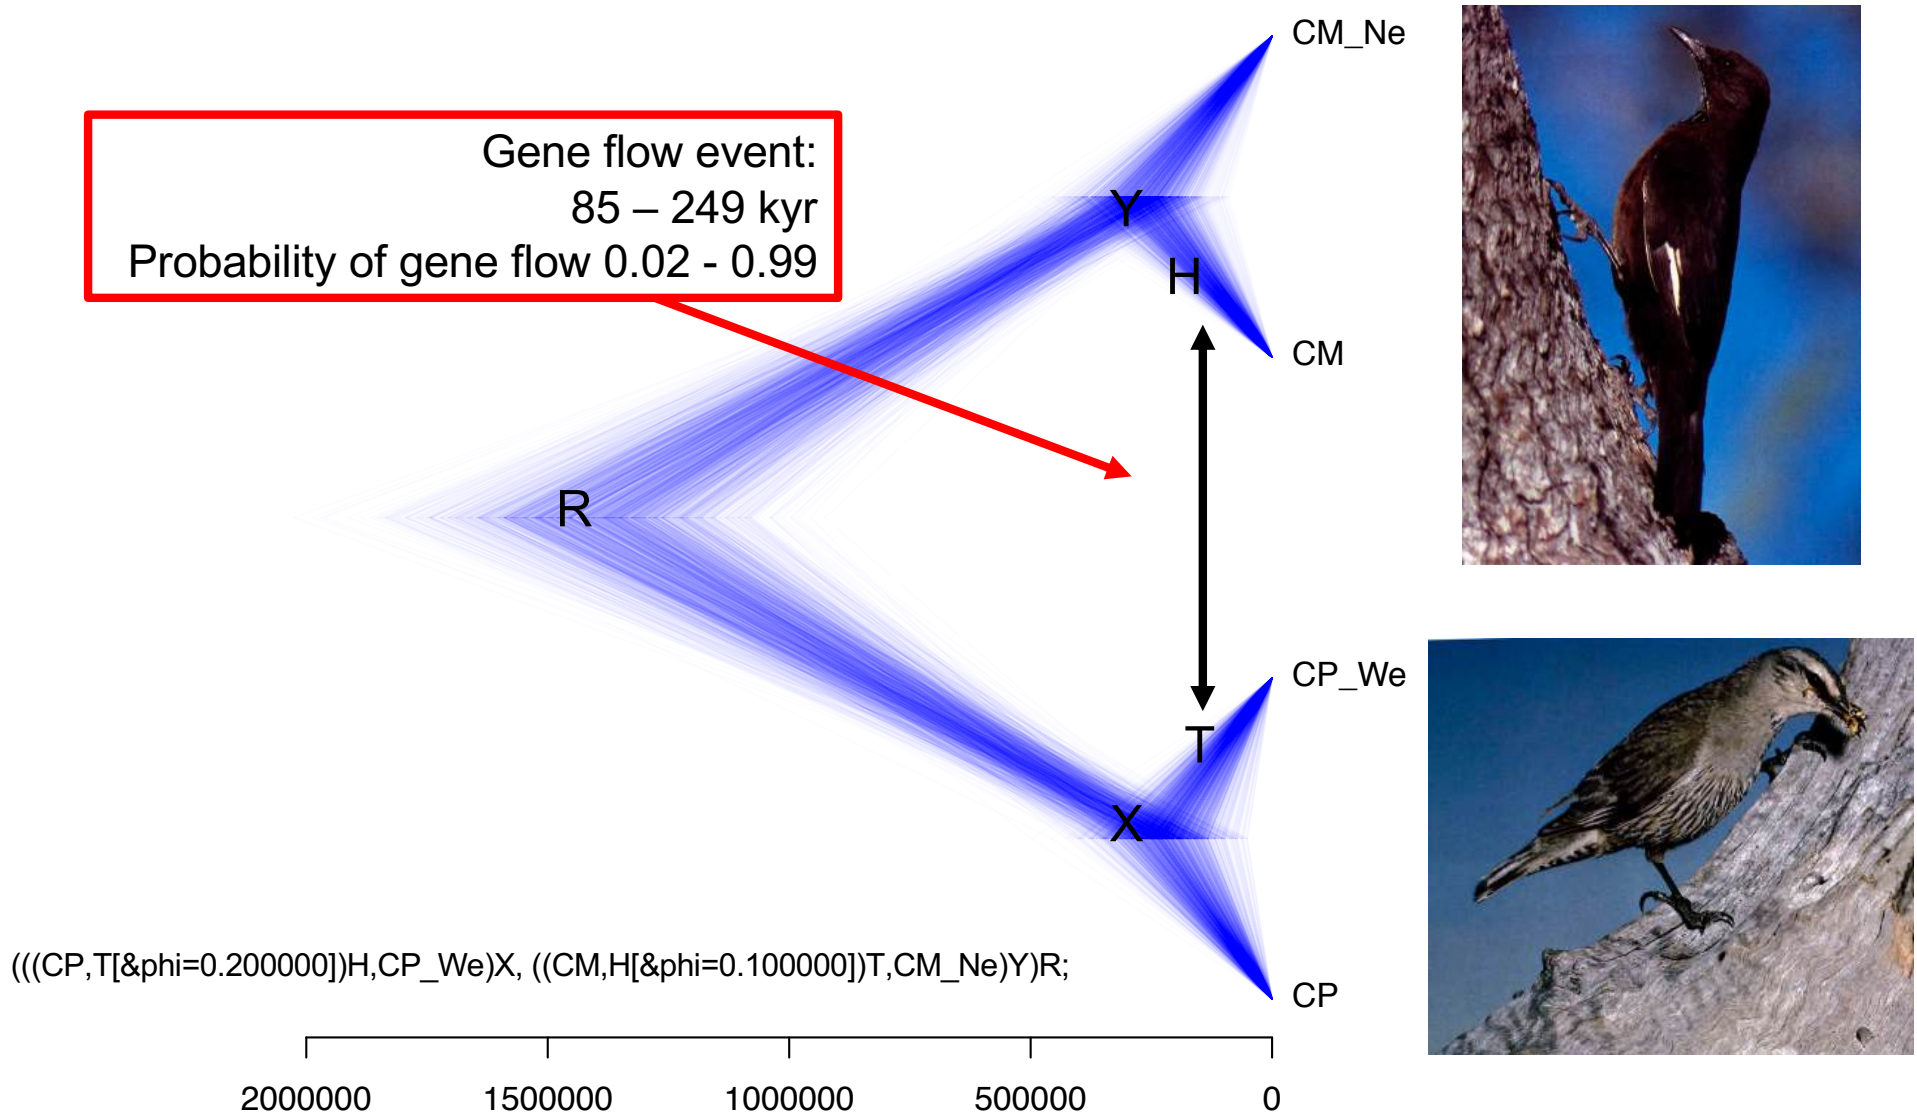 CM_Ne
Gene flow event:
85 – 249 kyr
Probability of gene flow 0.02 - 0.99
Y
H
CM
R
CP_We
T
X
(((CP,T[&phi=0.200000])H,CP_We)X, ((CM,H[&phi=0.100000])T,CM_Ne)Y)R;
CP
2000000 1500000 1000000 500000 0